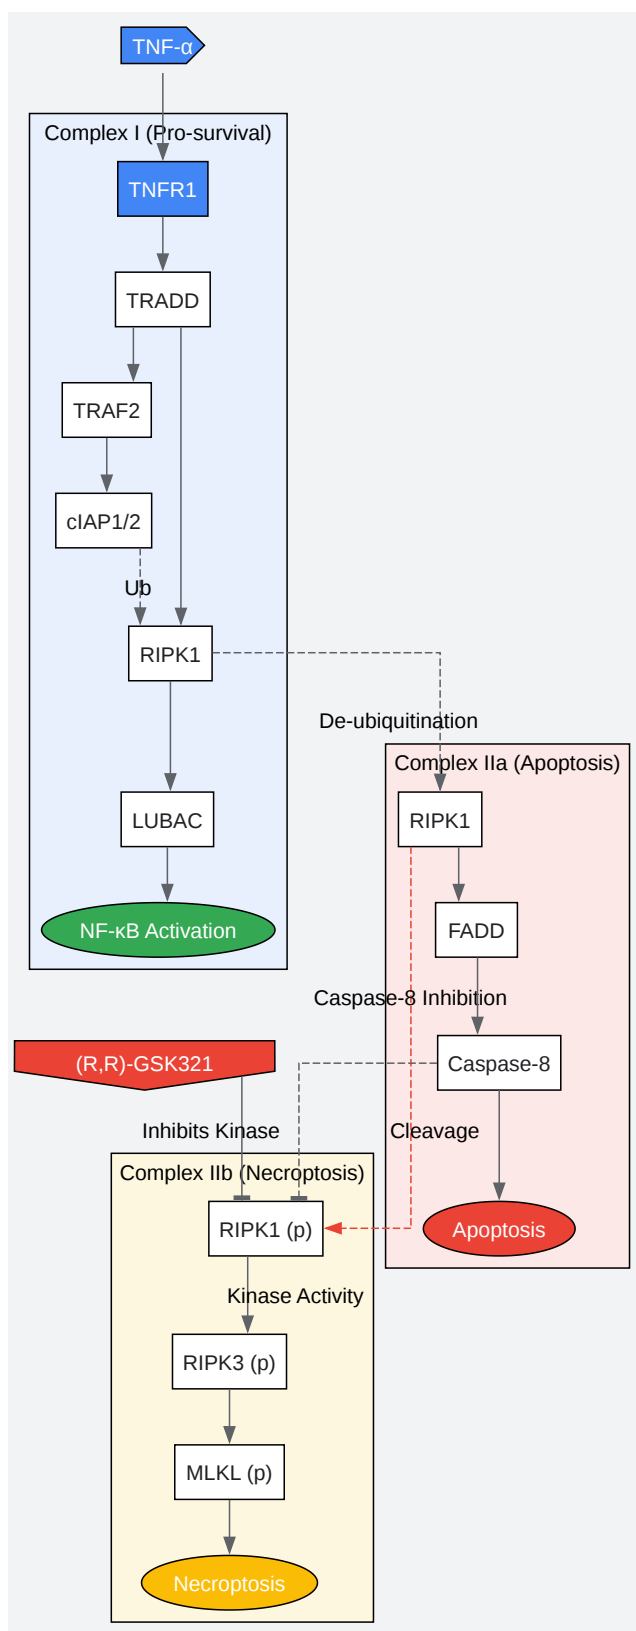 TNF-α
Complex I (Pro-survival)
TNFR1
TRADD
TRAF2
cIAP1/2
Ub
RIPK1
De-ubiquitination
Complex IIa (Apoptosis)
LUBAC
RIPK1
NF-κB Activation
FADD
Caspase-8 Inhibition
(R,R)-GSK321
Caspase-8
Inhibits Kinase
Cleavage
Complex IIb (Necroptosis)
RIPK1 (p)
Apoptosis
Kinase Activity
RIPK3 (p)
MLKL (p)
Necroptosis